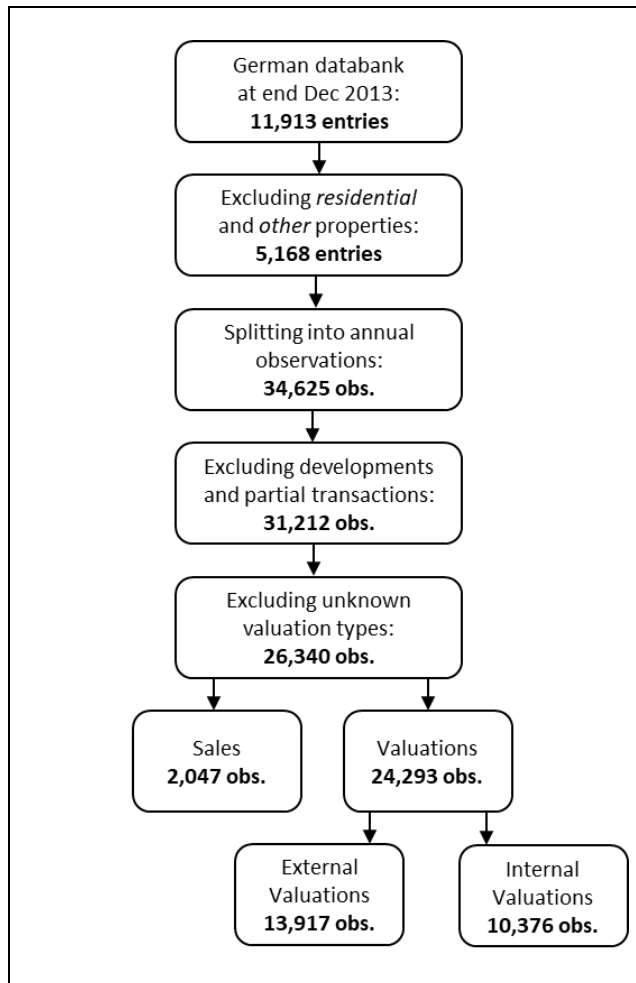 German databank
at end Dec 2013:
11,913 entries
Excluding residential
and other properties:
5,168 entries
Splitting into annual
observations:
34,625 obs.
Excluding developments
and partial transactions:
31,212 obs.
Excluding unknown
valuation types:
26,340 obs.
Sales
2,047 obs.
Valuations
24,293 obs.
External
Valuations
13,917 obs.
Internal
Valuations
10,376 obs.